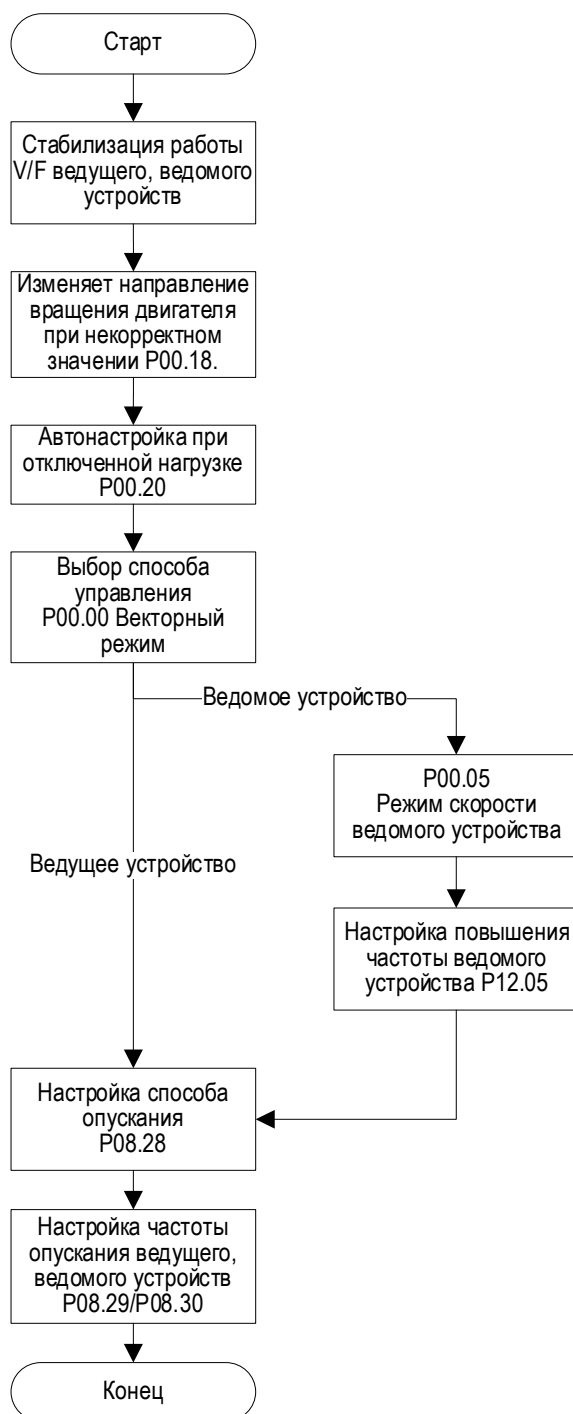 Старт
Стабилизация работы
V/F ведущего, ведомого
устройств
Изменяет направление
вращения двигателя
при некорректном
значении P00.18.
Автонастройка при
отключенной нагрузке
P00.20
Выбор способа
управления
P00.00 Векторный
режим
Ведомое устройство
P00.05
Режим скорости
ведомого устройства
Ведущее устройство
Настройка повышения
частоты ведомого
устройства P12.05
Настройка способа
опускания
P08.28
Настройка частоты
опускания ведущего,
ведомого устройств
P08.29/P08.30
Конец